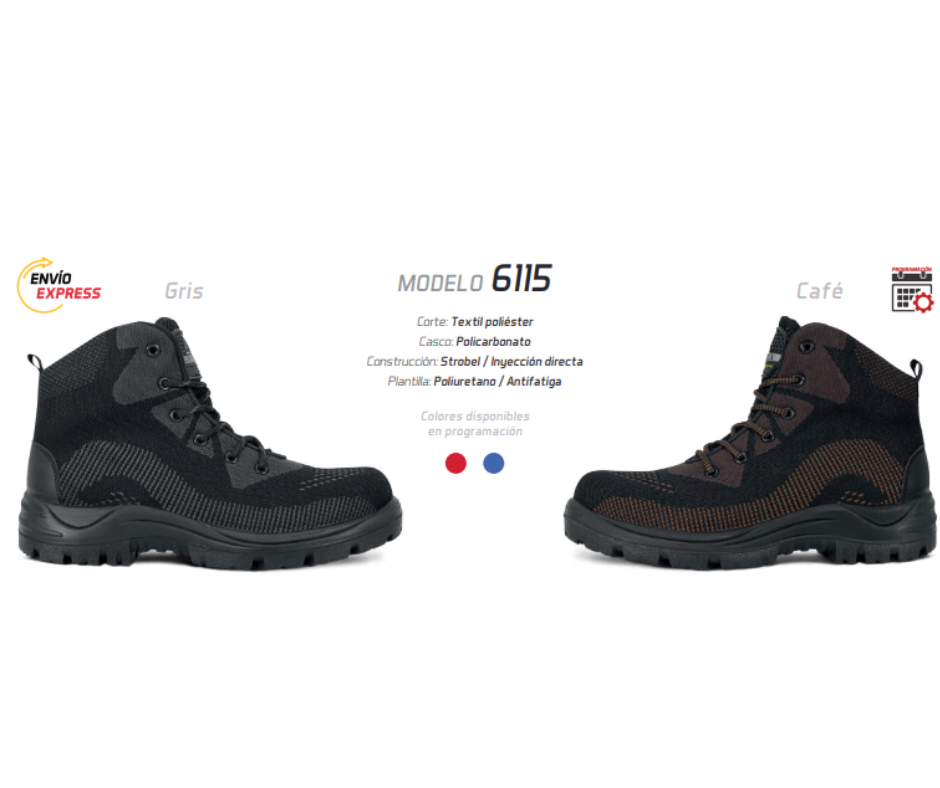 ENVÍO
EXPRESS
Gris
MODELO 6115
Café
PROGRAMACIÓN
Corte: Textil poliéster
Casco: Policarbonato
Construcción: Strobel / Inyección directa
Plantilla: Poliuretano / Antifatiga
Colores disponibles
en programación